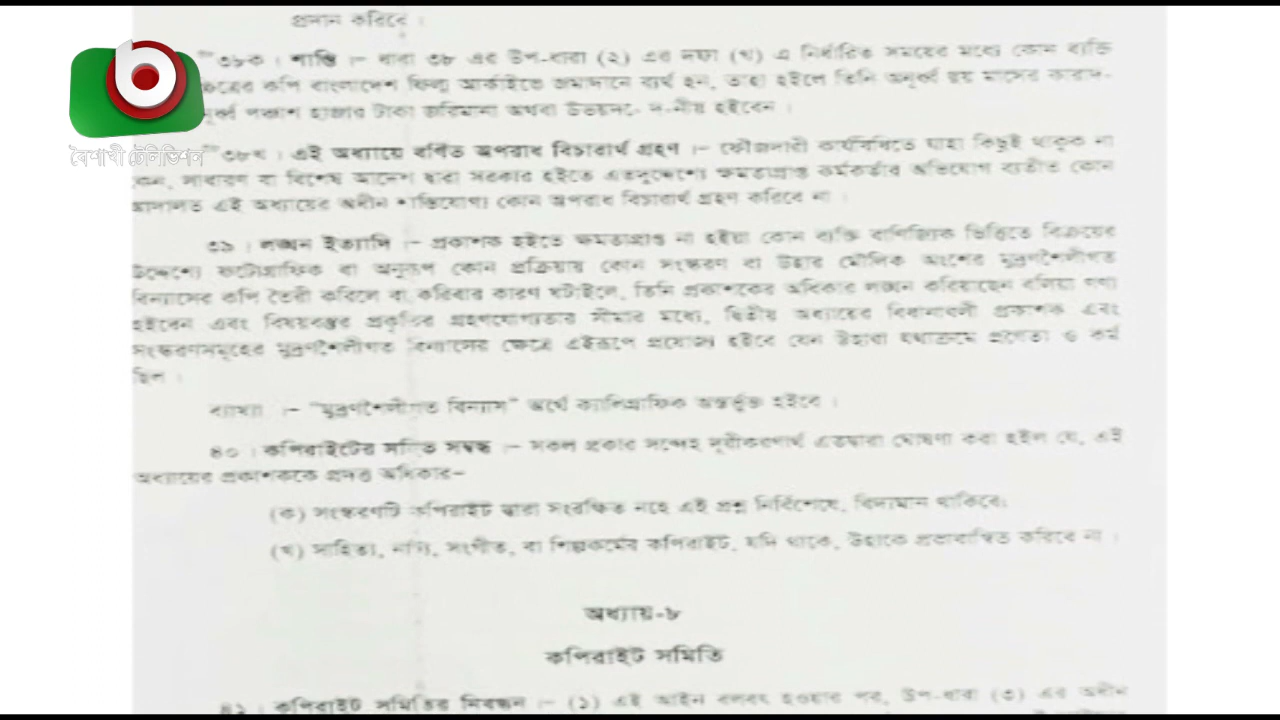 প্রদান করিবে ।
৩৮ক । শাস্তি :- ধারা ৩৮ এর উপ-ধারা (২) এর দফা (খ) এ নির্ধারিত সময়ের মধ্যে কোন ব্যক্তি
কপি বাংলাদেশ ফিল্ম আর্কাইভে জমাদানে ব্যর্থ হন, তাহা হইলে তিনি অনূর্ধ্ব ছয় মাসের কারাদ-
পঞ্চাশ হাজার টাকা জরিমানা অথবা উভয়দ- দ-নীয় হইবেন ।
বৈশাখী টেলিভিশন
৩৮খ । এই অধ্যায়ে বর্ণিত অপরাধ বিচারার্থ গ্রহণ :- ফৌজদারী কার্যবিধিতে যাহা কিছুই থাকুক না
কেন, সাধারণ বা বিশেষ আদেশ দ্বারা সরকার হইতে এতদুদ্দেশ্যে ক্ষমতাপ্রাপ্ত কর্মকর্তার অভিযোগ ব্যতীত কোন
আদালত এই অধ্যায়ের অধীন শাস্তিযোগ্য কোন অপরাধ বিচারার্থ গ্রহণ করিবে না ।
৩৯ । লঙ্ঘন ইত্যাদি :- প্রকাশক হইতে ক্ষমতাপ্রাপ্ত না হইয়া কোন ব্যক্তি বাণিজ্যিক ভিত্তিতে বিক্রয়ের
উদ্দেশ্যে ফটোগ্রাফিক বা অনুরূপ কোন প্রক্রিয়ায় কোন সংস্করণ বা উহার মৌলিক অংশের মুদ্রণশৈলীগত
বিন্যাসের কপি তৈরী করিলে বা করিবার কারণ ঘটাইলে, তিনি প্রকাশকের অধিকার লঙ্ঘন করিয়াছেন বলিয়া গণ্য
হইবেন এবং বিষয়বস্তুর প্রকৃতির গ্রহণযোগ্যতার সীমার মধ্যে, দ্বিতীয় অধ্যায়ের বিধানাবলী প্রকাশক এবং
সংস্করণসমূহের মুদ্রণশৈলীগত বিন্যাসের ক্ষেত্রে এইরূপে প্রযোজ্য হইবে যেন উহারা যথাক্রমে প্রণেতা ও কর্ম
ছিল ।
ব্যাখ্যা :- "মুদ্রণশৈলীগত বিন্যাস" অর্থে ক্যালিগ্রাফিক অন্তর্ভুক্ত হইবে ।
৪০ । কপিরাইটের সহিত সম্বন্ধ :- সকল প্রকার সন্দেহ দূরীকরণার্থ এতদ্বারা ঘোষণা করা হইল যে, এই
অধ্যায়ের প্রকাশককে প্রদত্ত অধিকার-
(ক) সংস্করণটি কপিরাইট দ্বারা সংরক্ষিত নহে এই প্রশ্ন নির্বিশেষে, বিদ্যমান থাকিবে।
(খ) সাহিত্য, নাট্য, সংগীত, বা শিল্পকর্মের কপিরাইট, যদি থাকে, উহাকে প্রভাবান্বিত করিবে না ।
অধ্যায়-৮
কপিরাইট সমিতি
৪১ । কপিরাইট সমিতির নিবন্ধন :- (১) এই আইন বলবৎ হওয়ার পর, উপ-ধারা (৩) এর অধীন